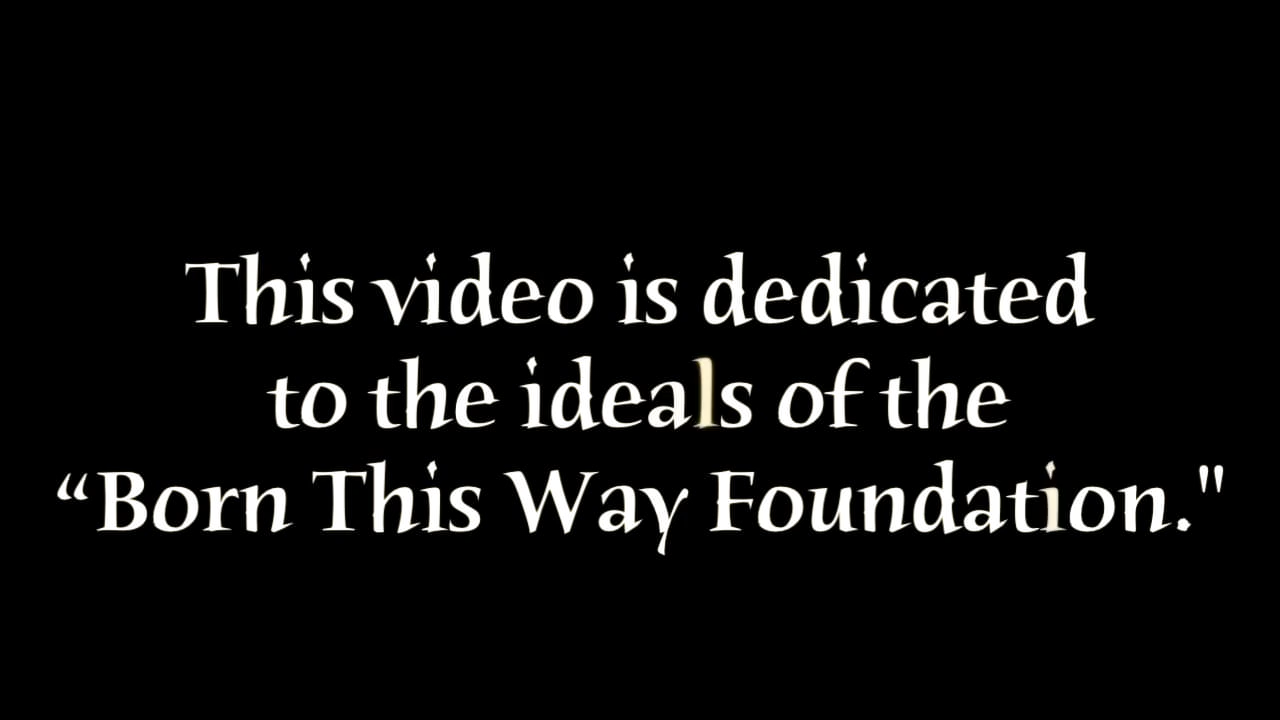 This video is dedicated
to the ideals of the
“Born This Way Foundation."